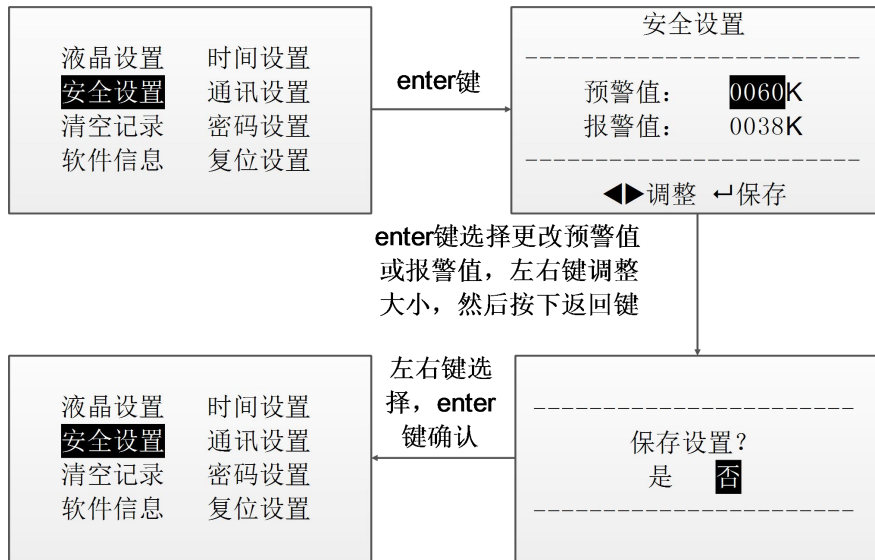 液晶设置 时间设置
安全设置 通讯设置
清空记录 密码设置
软件信息 复位设置
enter键
安全设置
预警值： 0060K
报警值： 0038K
◀▶调整 ↵保存
enter键选择更改预警值
或报警值，左右键调整
大小，然后按下返回键
保存设置？
是 否
左右键选
择，enter
键确认
液晶设置 时间设置
安全设置 通讯设置
清空记录 密码设置
软件信息 复位设置